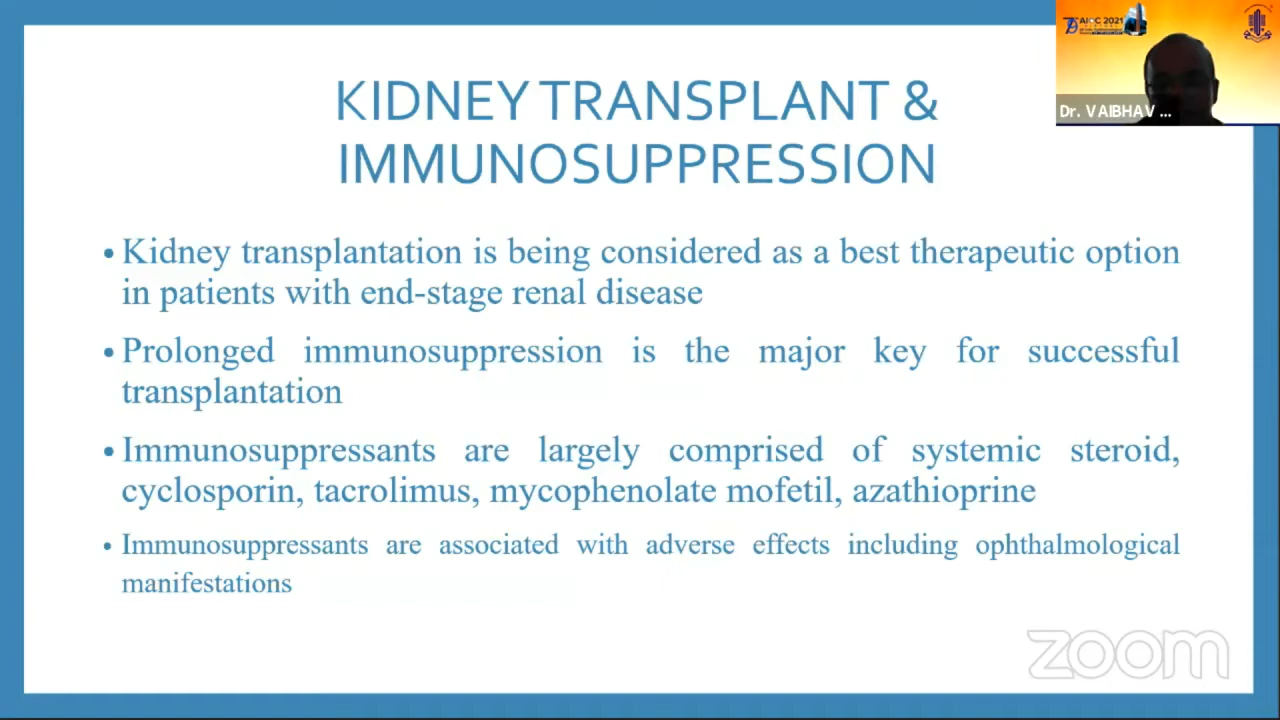 KIDNEY TRANSPLANT &
IMMUNOSUPPRESSION
• Kidney transplantation is being considered as a best therapeutic option
in patients with end-stage renal disease
• Prolonged immunosuppression is the major key for successful
transplantation
• Immunosuppressants are largely comprised of systemic steroid,
cyclosporin, tacrolimus, mycophenolate mofetil, azathioprine
• Immunosuppressants are associated with adverse effects including ophthalmological
manifestations
AIOC 2021
Dr. VAIBHAV ...
zoom